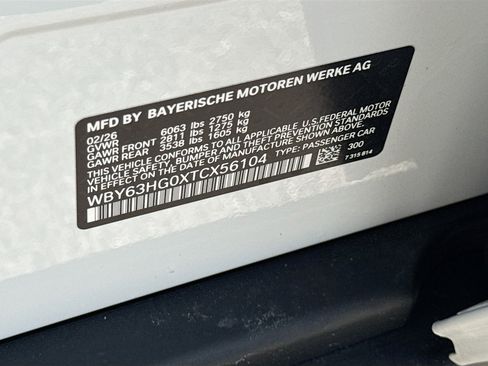 MFD BY BAYERISCHE MOTOREN WERKE AG
02/26
GVWR 6063 lbs 2750 kg
GAWR FRONT 2811 lbs 1275 kg
GAWR REAR 3538 lbs 1605 kg
THIS VEHICLE CONFORMS TO ALL APPLICABLE U.S. FEDERAL MOTOR
VEHICLE SAFETY, BUMPER AND THEFT PREVENTION STANDARDS
IN EFFECT ON THE DATE OF MANUFACTURE SHOWN ABOVE.
WBY63HG0XTCX56104 TYPE: PASSENGER CAR
300
7 315 814